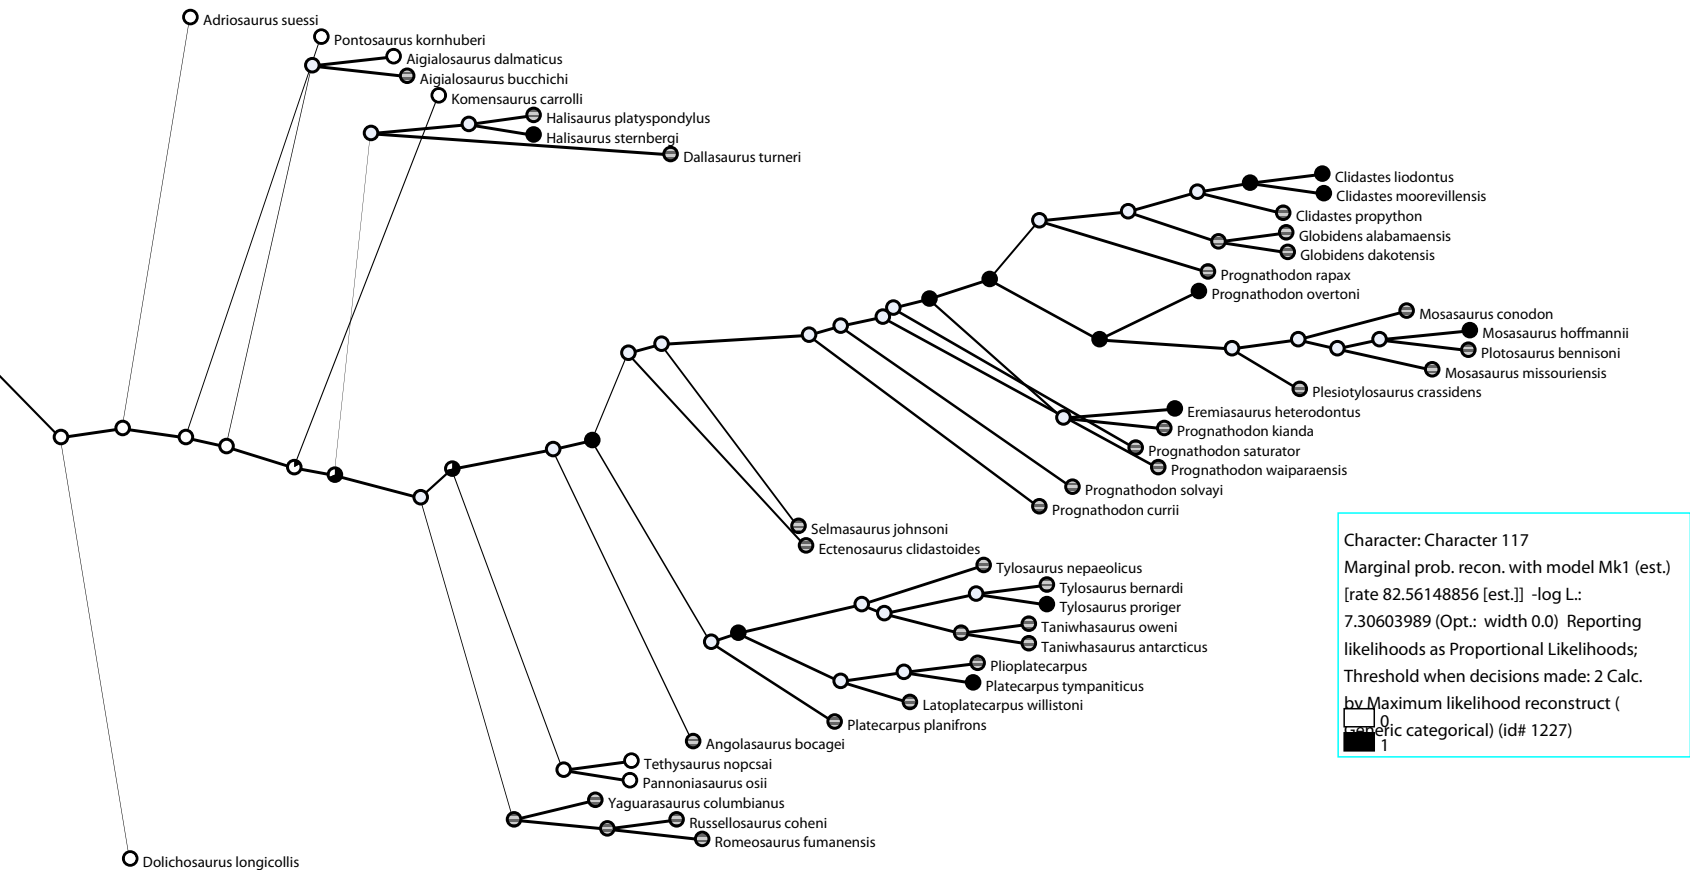 Adriosaurus suessi
Pontosaurus kornhuberi
Aigialosaurus dalmaticus
Aigialosaurus bucchichi
Komensaurus carrolli
Halisaurus platyspondylus
Halisaurus sternbergi
Dallasaurus turneri
Clidastes liodontus
Clidastes moorevillensis
Clidastes propython
Globidens alabamaensis
Globidens dakotensis
Prognathodon rapax
Prognathodon overtoni
Mosasaurus conodon
Mosasaurus hoffmannii
Plotosaurus bennisoni
Mosasaurus missouriensis
Plesiotylosaurus crassidens
Eremiasaurus heterodontus
Prognathodon kianda
Prognathodon saturator
Prognathodon waiparaensis
Prognathodon solvayi
Prognathodon currii
Selmasaurus johnsoni
Ectenosaurus clidastoides
Tylosaurus nepaeolicus
Tylosaurus bernardi
Tylosaurus proriger
Taniwhasaurus oweni
Taniwhasaurus antarcticus
Plioplatecarpus
Platecarpus tympaniticus
Latoplatecarpus willistoni
Platecarpus planifrons
Angolasaurus bocagei
Tethysaurus nopcsai
Pannoniasaurus osii
Yaguarasaurus columbianus
Russellosaurus coheni
Romeosaurus fumanensis
Dolichosaurus longicollis
Character: Character 117
Marginal prob. recon. with model Mk1 (est.)
[rate 82.56148856 [est.]] -log L.:
7.30603989 (Opt.: width 0.0) Reporting
likelihoods as Proportional Likelihoods;
Threshold when decisions made: 2 Calc.
by Maximum likelihood reconstruct (
Generic categorical) (id# 1227)
0
1